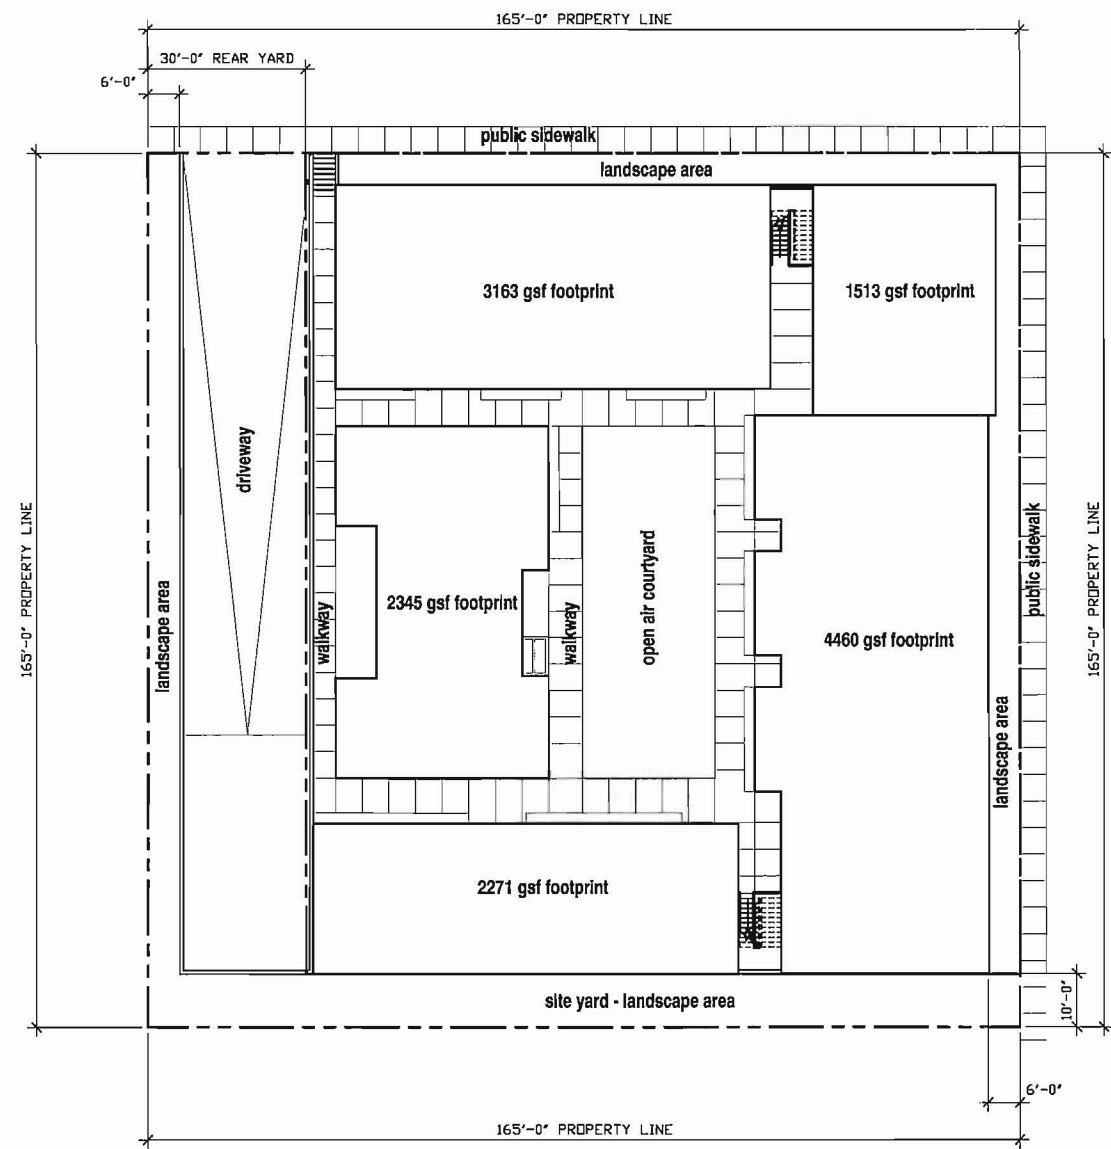 165'-0" PROPERTY LINE
30'-0" REAR YARD
6'-0"
public sidewalk
landscape area
3163 gsf footprint
1513 gsf footprint
driveway
165'-0" PROPERTY LINE
landscape area
walkway
2345 gsf footprint
walkway
open air courtyard
4460 gsf footprint
public sidewalk
165'-0" PROPERTY LINE
landscape area
2271 gsf footprint
site yard - landscape area
10'-0"
6'-0"
165'-0" PROPERTY LINE